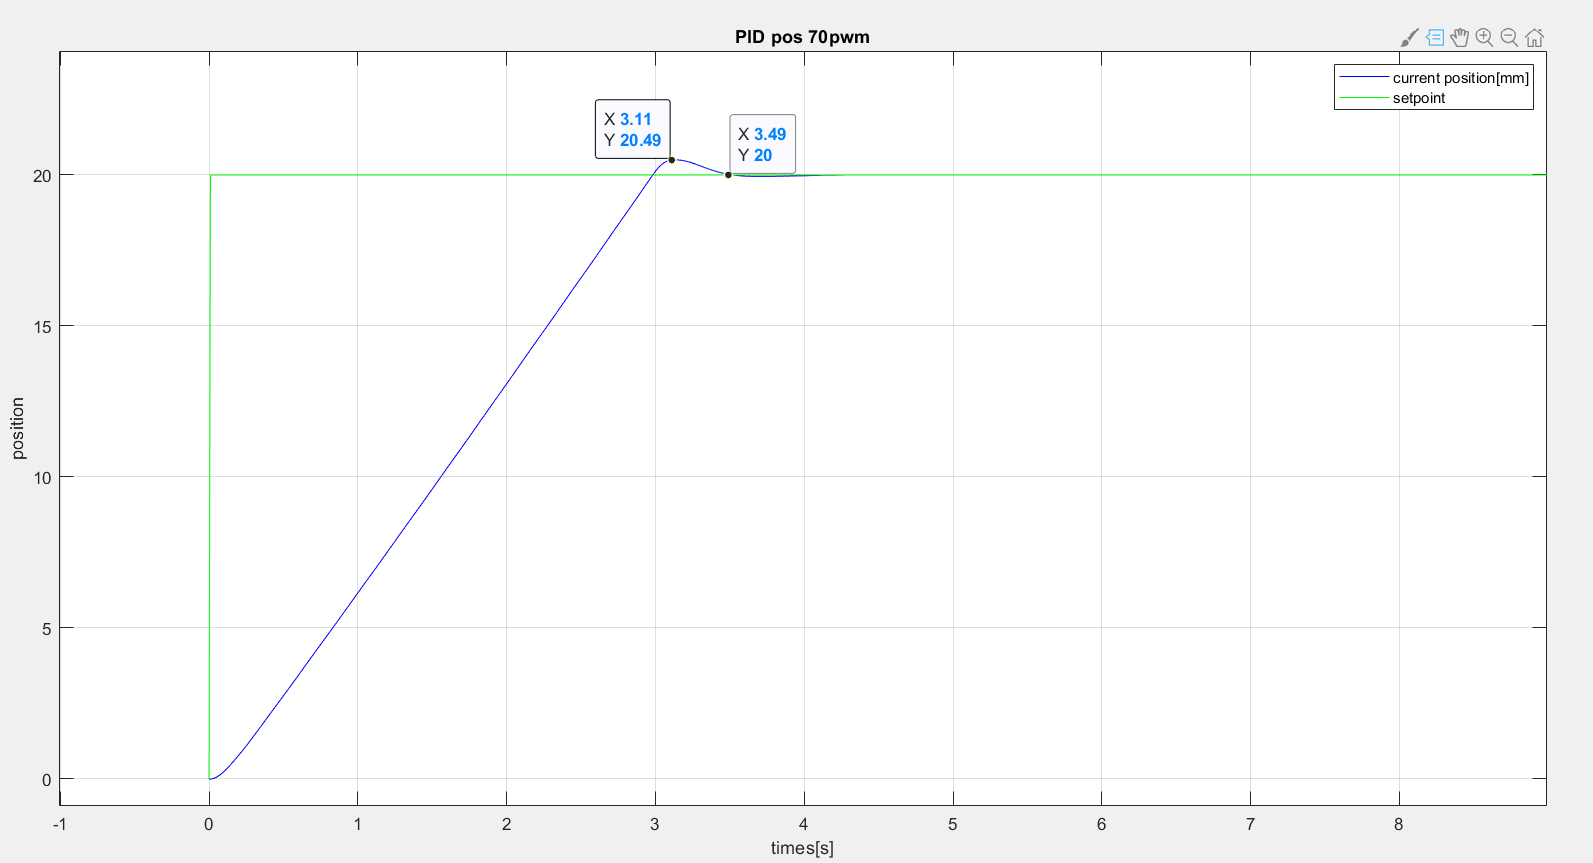 PID pos 70pwm
current position[mm]
setpoint
X 3.11
Y 20.49
X 3.49
Y 20
20
15
10
5
0
position
-1 0 1 2 3 4 5 6 7 8
times[s]